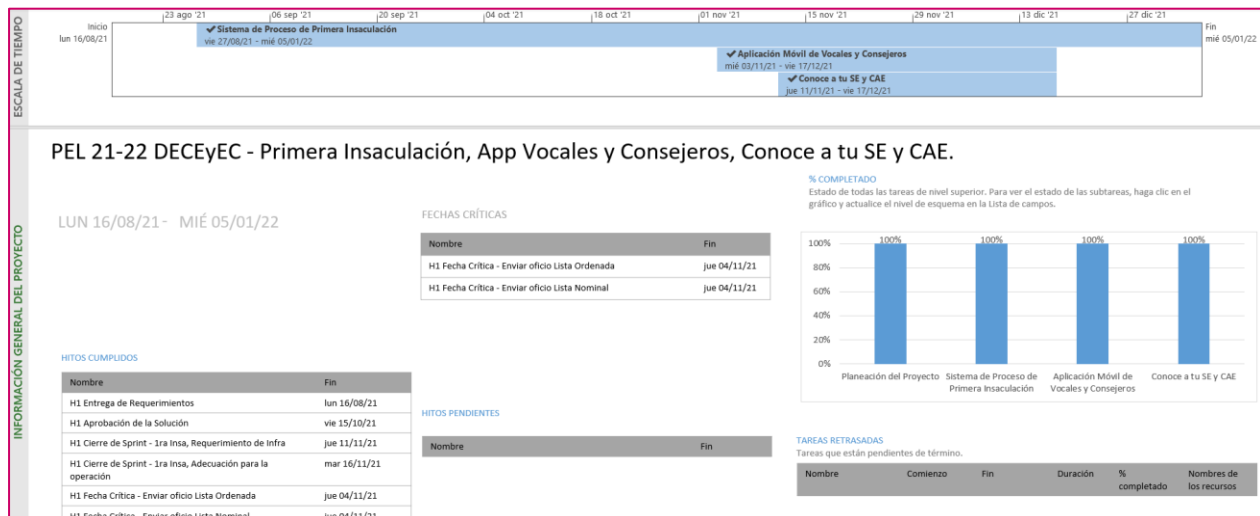 ESCALA DE TIEMPO
Inicio
lun 16/08/21
23 ago '21
06 sep '21
20 sep '21
04 oct '21
18 oct '21
01 nov '21
15 nov '21
29 nov '21
13 dic '21
27 dic '21
Fin
mié 05/01/22
Sistema de Proceso de Primera Insaculación
vie 27/08/21 - mié 05/01/22
Aplicación Móvil de Vocales y Consejeros
mié 03/11/21 - vie 17/12/21
Conoce a tu SE y CAE
jue 11/11/21 - vie 17/12/21
INFORMACIÓN GENERAL DEL PROYECTO
PEL 21-22 DECEyEC - Primera Insaculación, App Vocales y Consejeros, Conoce a tu SE y CAE.
LUN 16/08/21 - MIÉ 05/01/22
FECHAS CRÍTICAS
Nombre Fin
H1 Fecha Crítica - Enviar oficio Lista Ordenada jue 04/11/21
H1 Fecha Crítica - Enviar oficio Lista Nominal jue 04/11/21
% COMPLETADO
Estado de todas las tareas de nivel superior. Para ver el estado de las subtareas, haga clic en el
gráfico y actualice el nivel de esquema en la Lista de campos.
100% 100% 100% 100%
100%
80%
60%
40%
20%
0%
Planeación del Proyecto
Sistema de Proceso de
Primera Insaculación
Aplicación Móvil de
Vocales y Consejeros
Conoce a tu SE y CAE
HITOS CUMPLIDOS
Nombre Fin
H1 Entrega de Requerimientos lun 16/08/21
H1 Aprobación de la Solución vie 15/10/21
H1 Cierre de Sprint - 1ra Insa, Requerimiento de Infra jue 11/11/21
H1 Cierre de Sprint - 1ra Insa, Adecuación para la mar 16/11/21
operación
H1 Fecha Crítica - Enviar oficio Lista Ordenada jue 04/11/21
H1 Fecha Crítica - Enviar oficio Lista Nominal jue 04/11/21
HITOS PENDIENTES
Nombre Fin
TAREAS RETRASADAS
Tareas que están pendientes de término.
Nombre Comienzo Fin Duración % Nombres de
completado los recursos